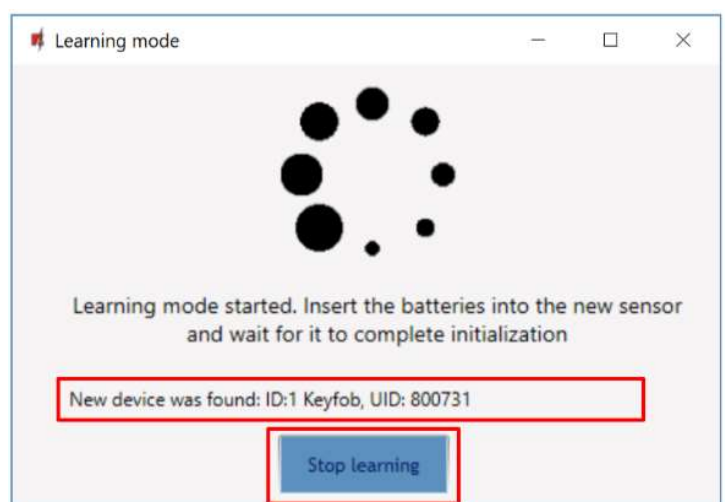 Learning mode
Learning mode started. Insert the batteries into the new sensor
and wait for it to complete initialization
New device was found: ID:1 Keyfob, UID: 800731
Stop learning